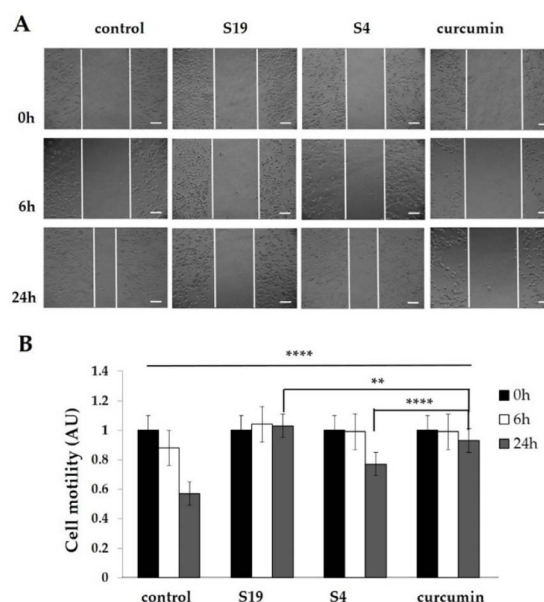 A
control S19 S4 curcumin
0h
6h
24h
B
****
**
****
1.4
1.2
1
0.8
0.6
0.4
0.2
0
Cell motility (AU)
0h
6h
24h
control S19 S4 curcumin